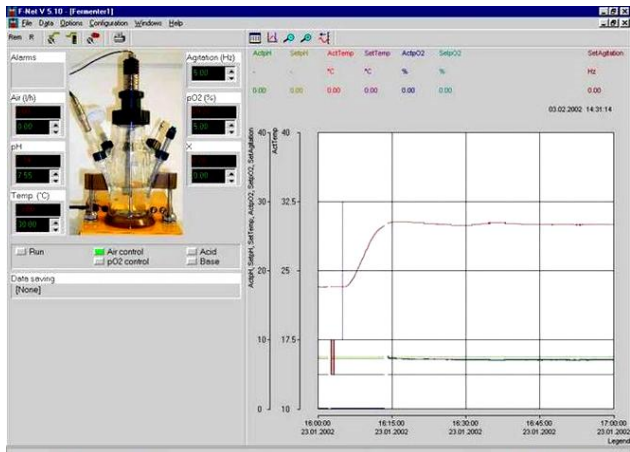 F-Net V 5.10 - [Fermenter1]
File Data Options Configuration Windows Help
Rem R
Alarms
Agitation (Hz)
5.00
Air (l/h)
0.00
pO2 (%)
5.00
pH
7.55
X
0.00
Temp. (°C)
30.00
Run Air control Acid
pO2 control Base
Data saving
[None]
ActpH SetpH ActTemp SetTemp ActpO2 SetpO2 SetAgitation
- - °C °C % % Hz
0.00 0.00 0.00 0.00 0.00 0.00 0.00
03.02.2002 14:31:14
ActpH, SetpH, SetTemp, ActpO2, SetpO2, SetAgitation
ActTemp
40 40
30 32.5
20 25
10 17.5
0 10
16:00:00 16:15:00 16:30:00 16:45:00 17:00:00
23.01.2002 23.01.2002 23.01.2002 23.01.2002 23.01.2002
Legend